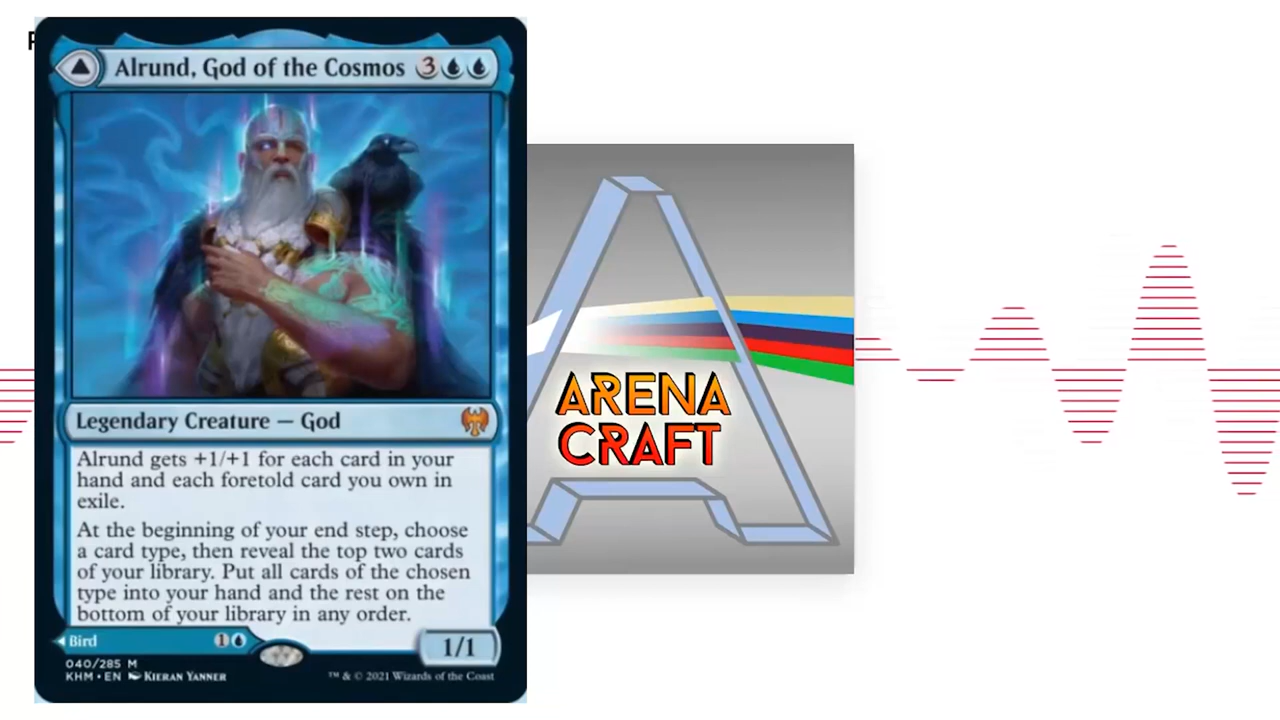 Alrund, God of the Cosmos 3
Legendary Creature — God
Alrund gets +1/+1 for each card in your
hand and each foretold card you own in
exile.
At the beginning of your end step, choose
a card type, then reveal the top two cards
of your library. Put all cards of the chosen
type into your hand and the rest on the
bottom of your library in any order.
Bird 1
1/1
040/285 M
KHM • EN KIERAN YANNER
™ & © 2021 Wizards of the Coast
ARENA
CRAFT